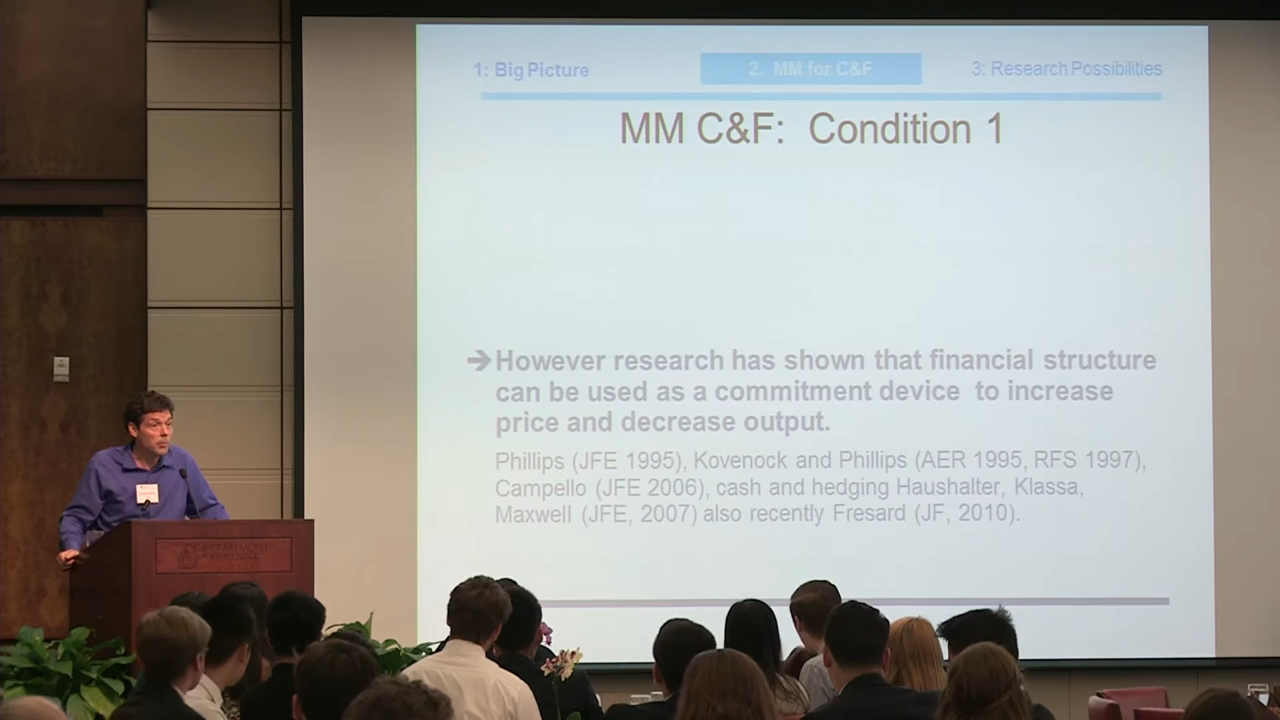 1: Big Picture
2. MM for C&F
3: Research Possibilities
MM C&F: Condition 1
➔ However research has shown that financial structure
can be used as a commitment device to increase
price and decrease output.
Phillips (JFE 1995), Kovenock and Phillips (AER 1995, RFS 1997),
Campello (JFE 2006), cash and hedging Haushalter, Klassa,
Maxwell (JFE, 2007) also recently Fresard (JF, 2010).
CLAREMONT
MCKENNA